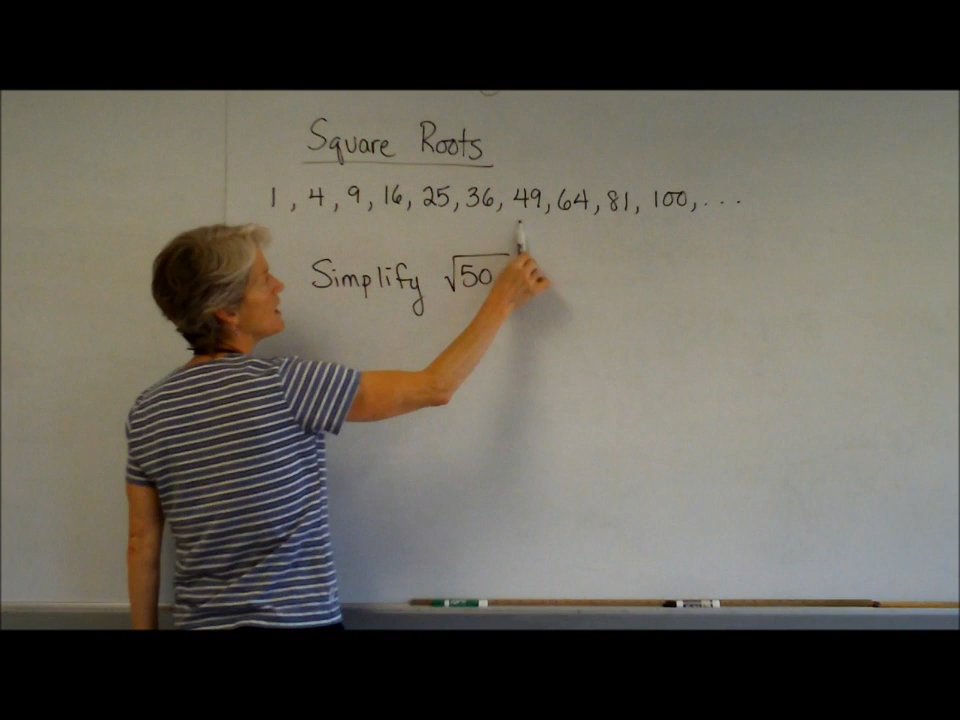 Square Roots
1, 4, 9, 16, 25, 36, 49, 64, 81, 100, ...
Simplify √50